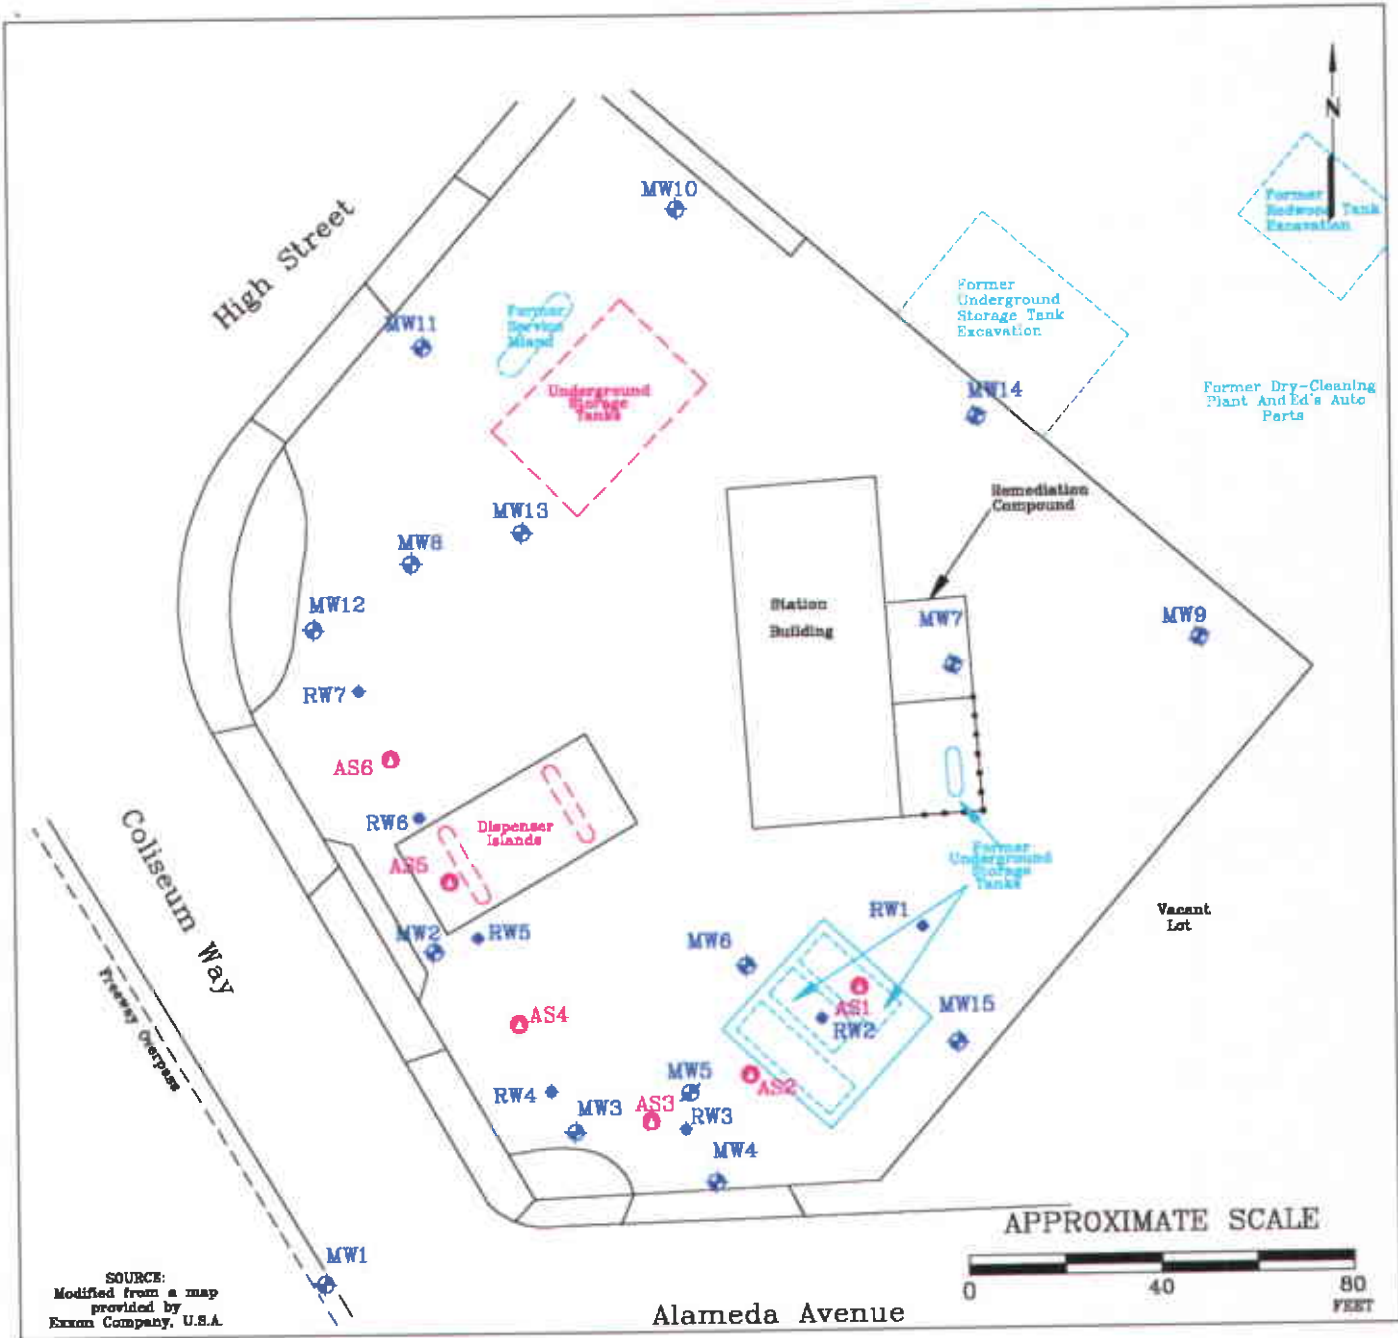 N
MW10
Former
Redwood Tank
Excavation
High Street
Former
Underground
Storage Tank
Excavation
MW11
Former
Service
Island
Underground
Storage
Tanks
MW14
Former Dry-Cleaning
Plant And Ed's Auto
Parts
Remediation
Compound
MW13
MW8
MW12
Station
Building
MW7
MW9
RW7
AS6
RW6
Dispenser
Islands
AS5
Coliseum Way
Freeway Overpass
Former
Underground
Storage
Tanks
MW2
RW5
RW1
Vacant
Lot
MW6
AS4
AS1
RW2
MW15
RW4
MW3
AS3
MW5
RW3
AS2
MW4
MW1
APPROXIMATE SCALE
0 40 80
FEET
SOURCE:
Modified from a map
provided by
Exxon Company, U.S.A.
Alameda Avenue